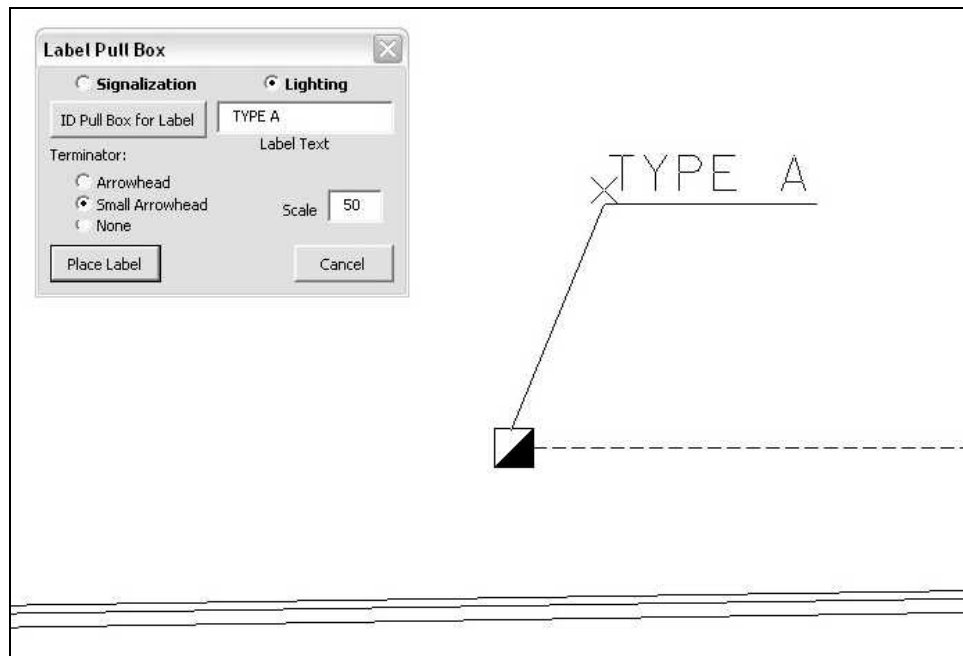 Label Pull Box
Signalization
Lighting
ID Pull Box for Label
TYPE A
Label Text
Terminator:
Arrowhead
Small Arrowhead
None
Scale
50
Place Label
Cancel
TYPE A